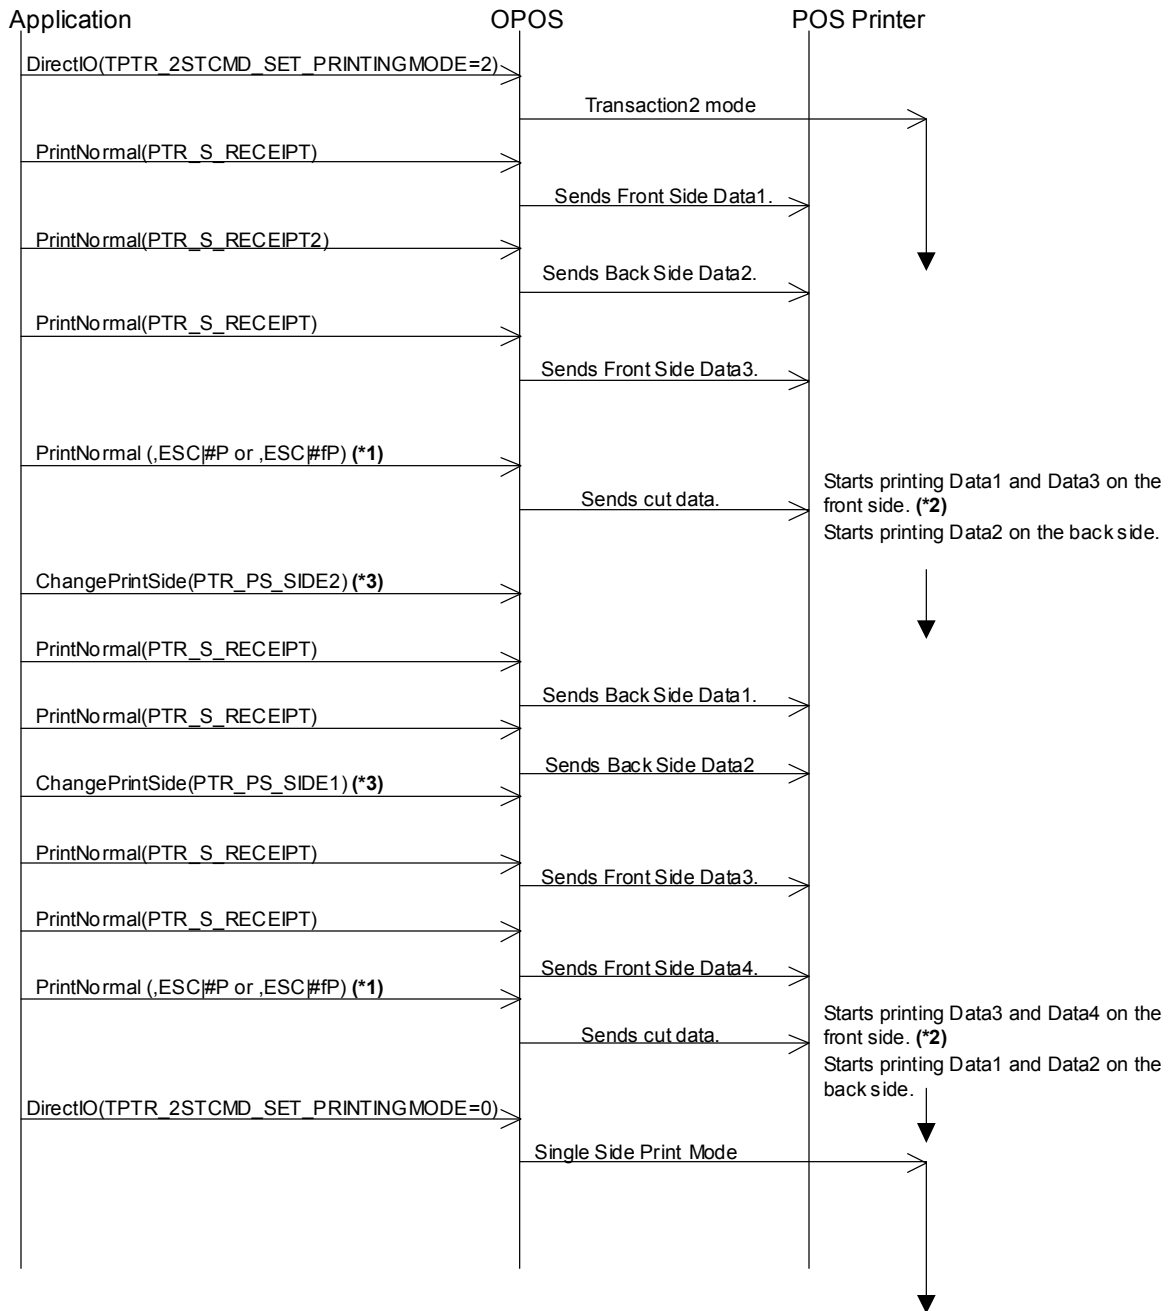 Application
OPOS
POS Printer
DirectIO(TPTR_2STCMD_SET_PRINTINGMODE=2)
Transaction2 mode
PrintNormal(PTR_S_RECEIPT)
Sends Front Side Data1.
PrintNormal(PTR_S_RECEIPT2)
Sends Back Side Data2.
PrintNormal(PTR_S_RECEIPT)
Sends Front Side Data3.
PrintNormal (,ESC|#P or ,ESC|#fP) (*1)
Sends cut data.
Starts printing Data1 and Data3 on the
front side. (*2)
Starts printing Data2 on the back side.
ChangePrintSide(PTR_PS_SIDE2) (*3)
PrintNormal(PTR_S_RECEIPT)
Sends Back Side Data1.
PrintNormal(PTR_S_RECEIPT)
Sends Back Side Data2
ChangePrintSide(PTR_PS_SIDE1) (*3)
PrintNormal(PTR_S_RECEIPT)
Sends Front Side Data3.
PrintNormal(PTR_S_RECEIPT)
Sends Front Side Data4.
PrintNormal (,ESC|#P or ,ESC|#fP) (*1)
Sends cut data.
Starts printing Data3 and Data4 on the
front side. (*2)
Starts printing Data1 and Data2 on the
back side.
DirectIO(TPTR_2STCMD_SET_PRINTINGMODE=0)
Single Side Print Mode